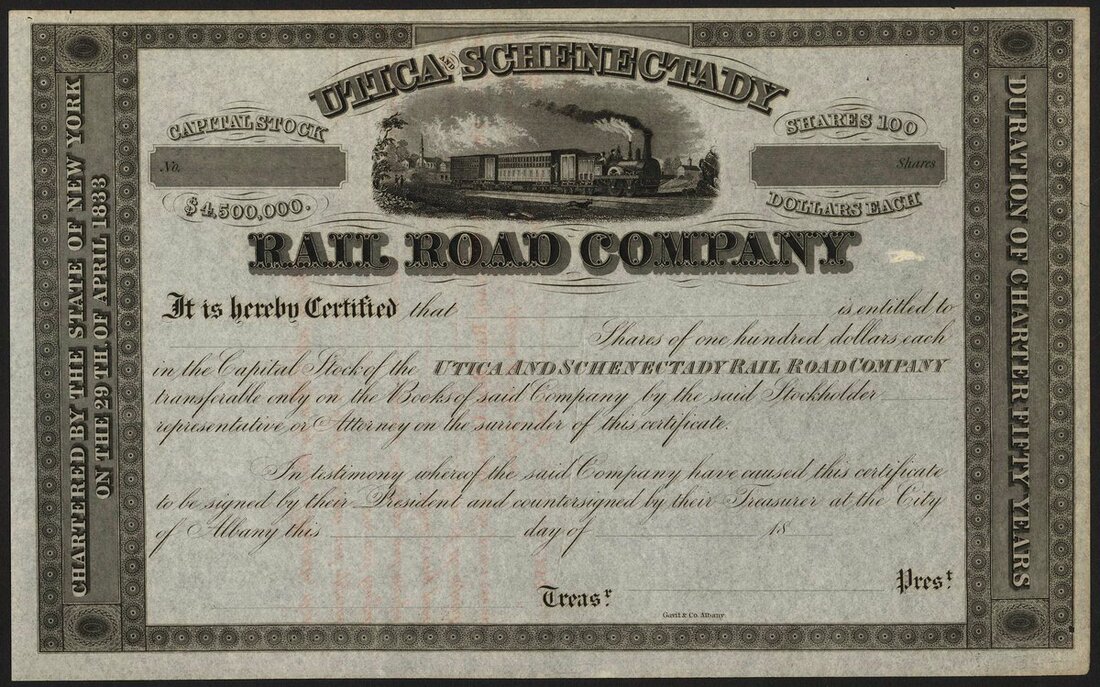 UTICA AND SCHENECTADY
CAPITAL STOCK
No.
$4,500,000.
SHARES 100
Shares
DOLLARS EACH
RAIL ROAD COMPANY
CHARTERED BY THE STATE OF NEW YORK
ON THE 29TH. OF APRIL 1833
DURATION OF CHARTER FIFTY YEARS
It is hereby Certified that is entitled to
Shares of one hundred dollars each
in the Capital Stock of the UTICA AND SCHENECTADY RAIL ROAD COMPANY
transferable only on the Books of said Company by the said Stockholder
representative or Attorney on the surrender of this certificate.
In testimony whereof the said Company have caused this certificate
to be signed by their President and countersigned by their Treasurer at the City
of Albany this day of 18
Treasr.
Prest
Gavit & Co. Albany.